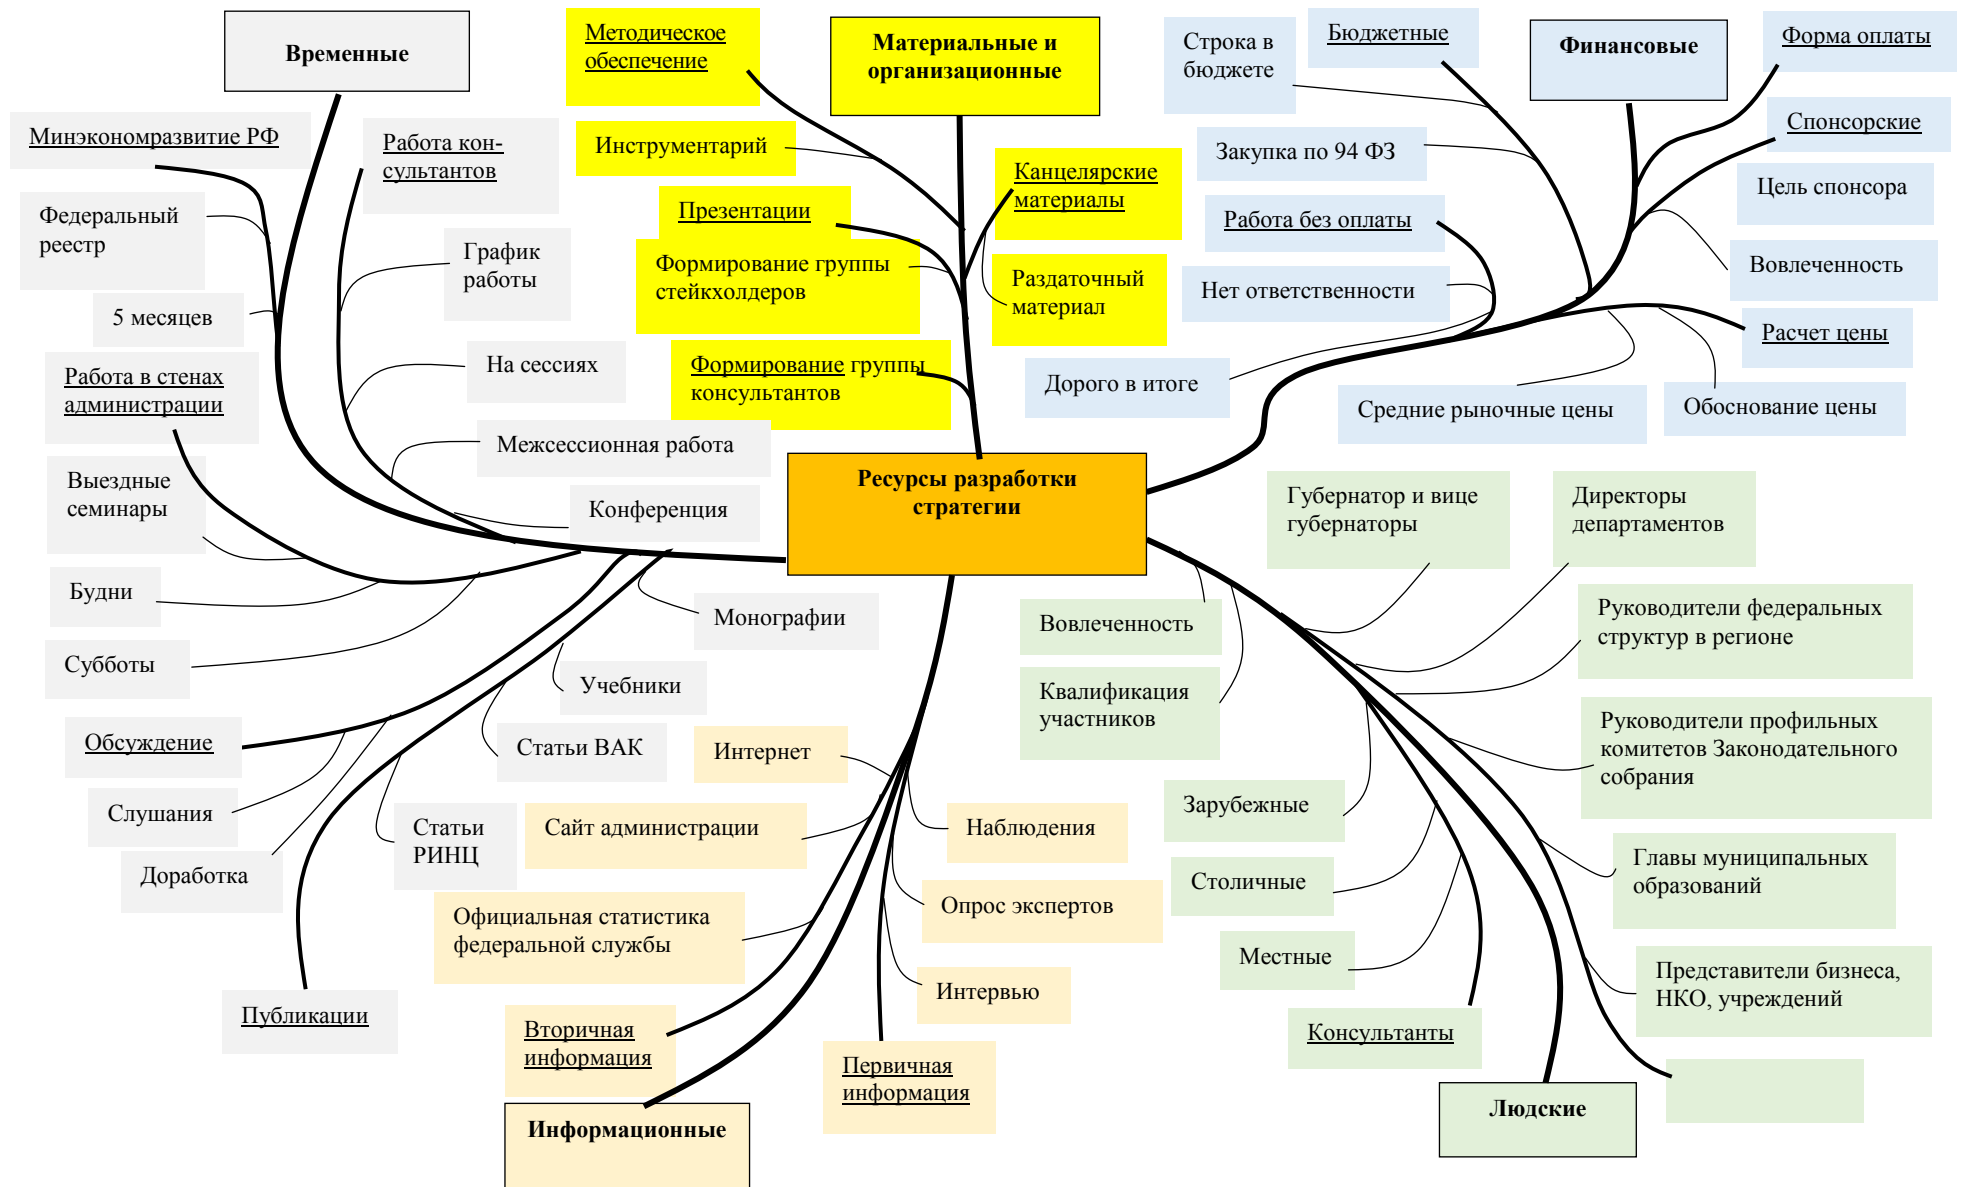 Временные
Минэкономразвитие РФ
Работа кон-
сультантов
Федеральный
реестр
График
работы
5 месяцев
На сессиях
Работа в стенах
администрации
Межсессионная работа
Выездные
семинары
Конференция
Будни
Субботы
Монографии
Учебники
Обсуждение
Статьи ВАК
Слушания
Статьи
РИНЦ
Доработка
Публикации
Методическое
обеспечение
Материальные и
организационные
Инструментарий
Канцелярские
материалы
Презентации
Формирование группы
стейкхолдеров
Раздаточный
материал
Формирование группы
консультантов
Строка в
бюджете
Бюджетные
Финансовые
Форма оплаты
Спонсорские
Закупка по 94 ФЗ
Цель спонсора
Работа без оплаты
Вовлеченность
Нет ответственности
Расчет цены
Дорого в итоге
Средние рыночные цены
Обоснование цены
Ресурсы разработки
стратегии
Губернатор и вице
губернаторы
Директоры
департаментов
Вовлеченность
Руководители федеральных
структур в регионе
Квалификация
участников
Руководители профильных
комитетов Законодательного
собрания
Зарубежные
Главы муниципальных
образований
Столичные
Местные
Представители бизнеса,
НКО, учреждений
Консультанты
Людские
Интернет
Сайт администрации
Наблюдения
Опрос экспертов
Официальная статистика
федеральной службы
Интервью
Вторичная
информация
Первичная
информация
Информационные